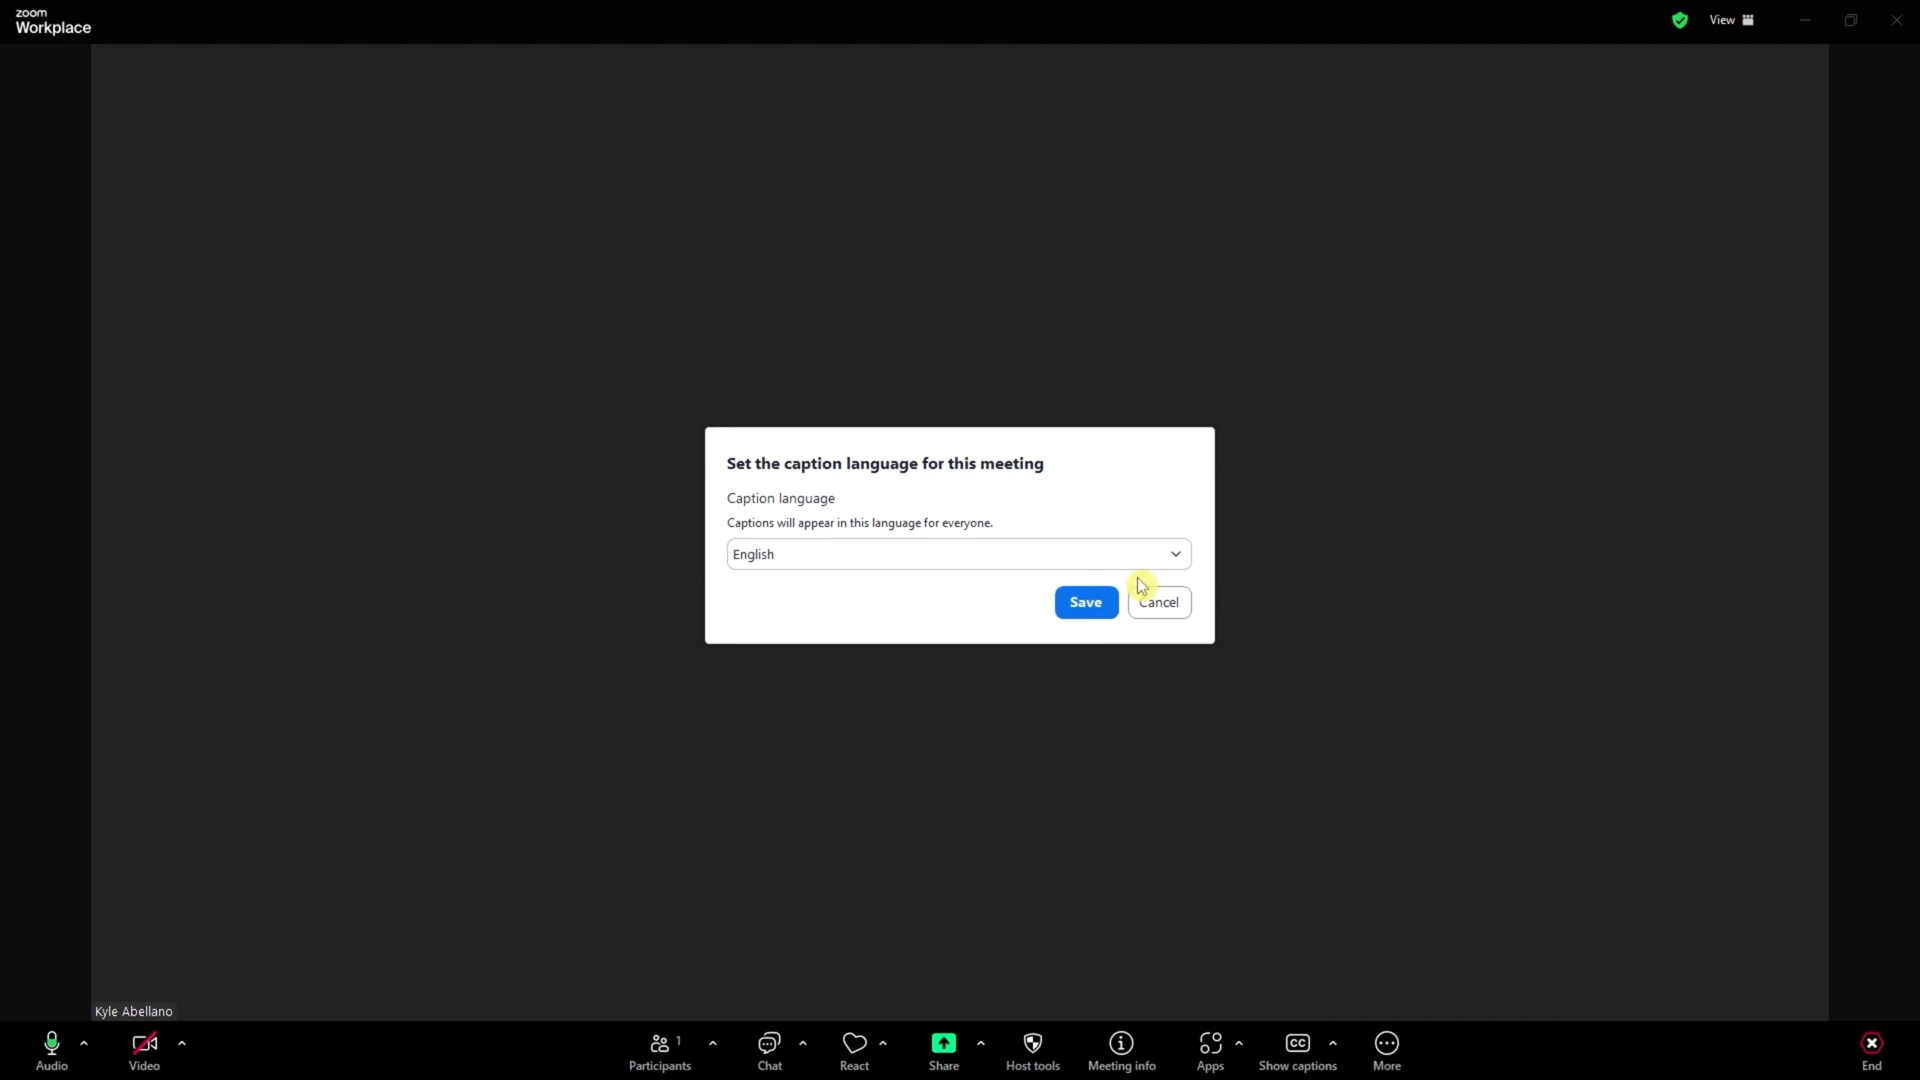 zoom
Workplace
View
Set the caption language for this meeting
Caption language
Captions will appear in this language for everyone.
English
Save
Cancel
Kyle Abellano
Audio
Video
1
Participants
Chat
React
Share
Host tools
Meeting info
Apps
CC
Show captions
More
End